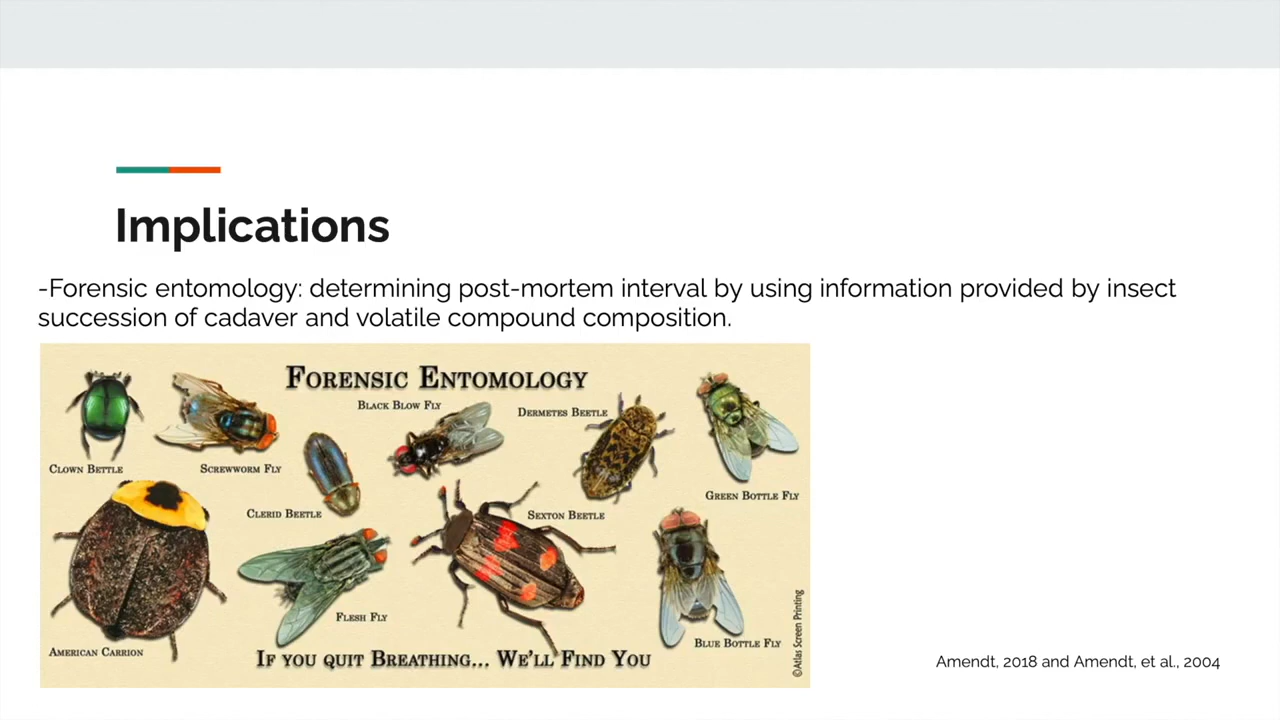 Implications
-Forensic entomology: determining post-mortem interval by using information provided by insect
succession of cadaver and volatile compound composition.
Forensic Entomology
Black Blow Fly
Dermetes Beetle
Clown Bettle
Screwworm Fly
Green Bottle Fly
Clerid Beetle
Sexton Beetle
Flesh Fly
Blue Bottle Fly
American Carrion
If you quit Breathing... We'll Find You
©Atlas Screen Printing
Amendt, 2018 and Amendt, et al., 2004